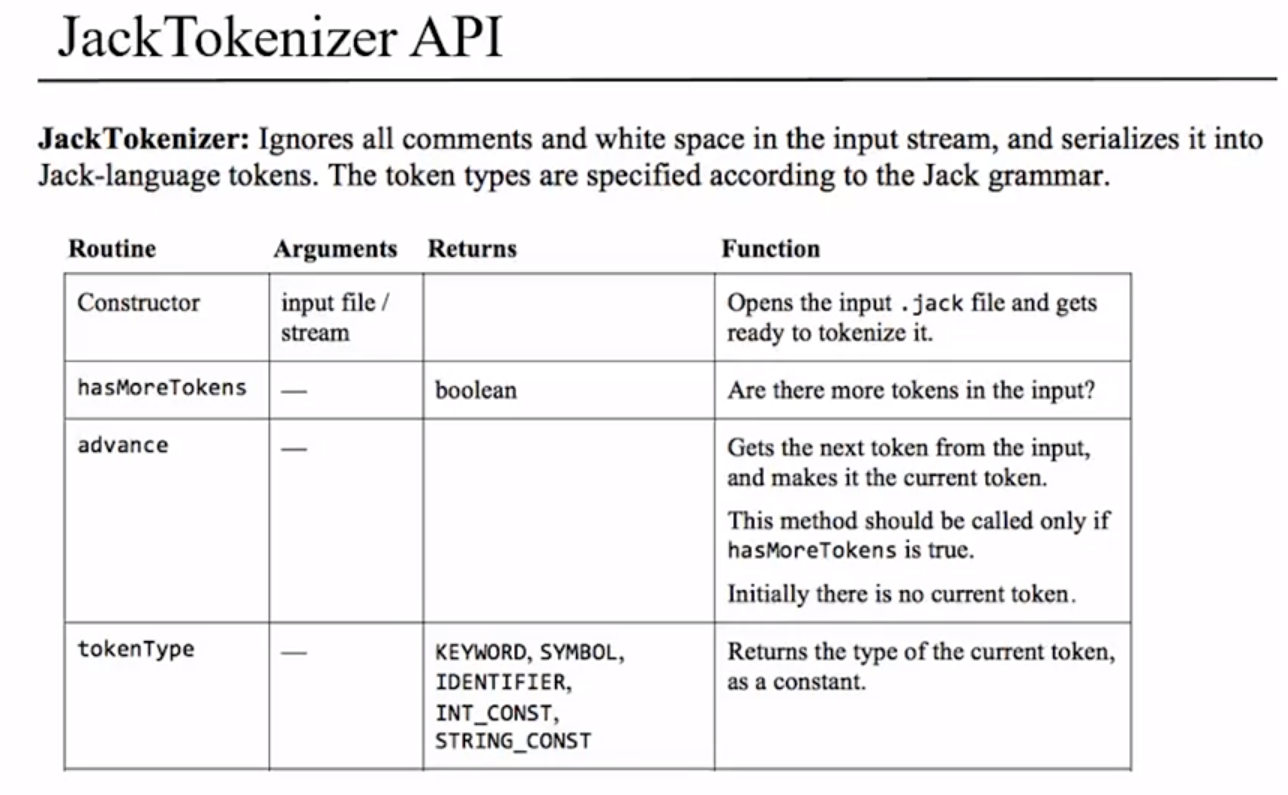 JackTokenizer API
JackTokenizer: Ignores all comments and white space in the input stream, and serializes it into
Jack-language tokens. The token types are specified according to the Jack grammar.
Routine Arguments Returns Function
Constructor input file / Opens the input .jack file and gets
stream ready to tokenize it.
hasMoreTokens — boolean Are there more tokens in the input?
advance — Gets the next token from the input,
and makes it the current token.
This method should be called only if
hasMoreTokens is true.
Initially there is no current token.
tokenType — KEYWORD, SYMBOL, Returns the type of the current token,
IDENTIFIER, as a constant.
INT_CONST,
STRING_CONST